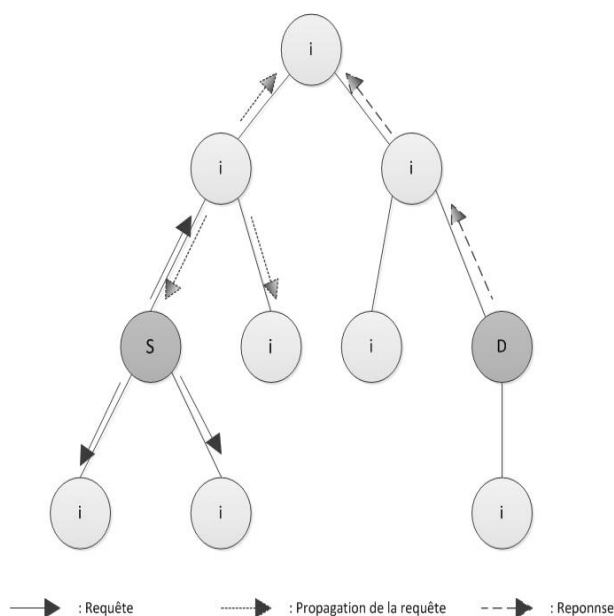 i
i i
S i i D
i i i
: Requête : Propagation de la requête : Reponnse